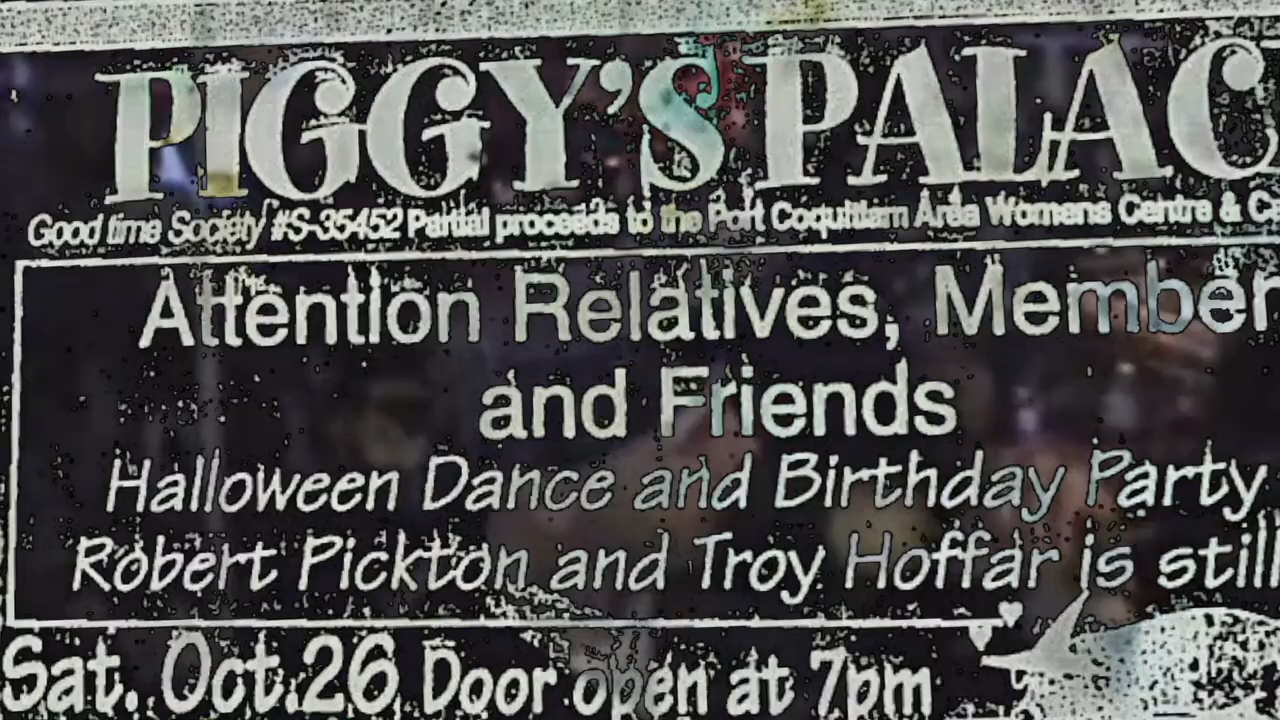 PIGGY'S PALAC
Good time Society #S-35452 Partial proceeds to the Port Coquitlam Area Womens Centre & C
Attention Relatives, Member
and Friends
Halloween Dance and Birthday Party
Robert Pickton and Troy Hoffar is still
Sat. Oct.26 Door open at 7pm